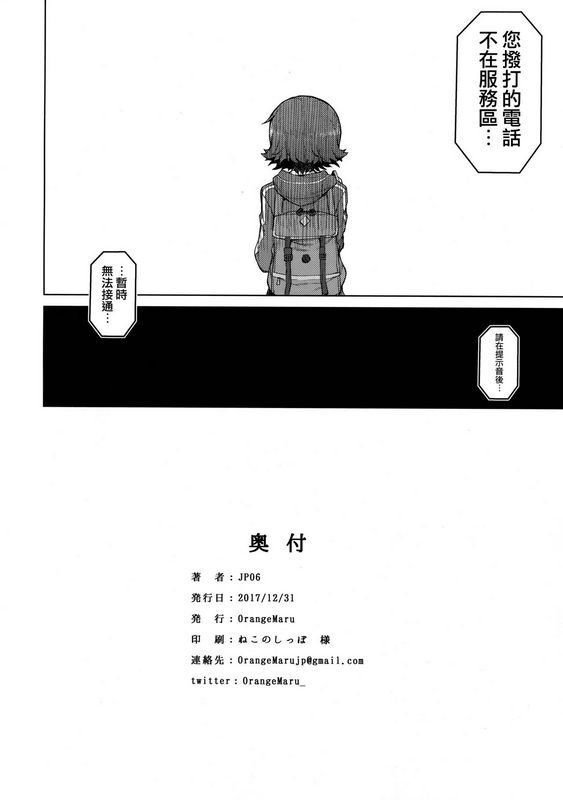 您撥打的電話
不在服務區…
…暫時
無法接通…
請在提示音後…
奥付
著　者：JP06
発行日：2017/12/31
発　行：OrangeMaru
印　刷：ねこのしっぽ　様
連絡先：OrangeMarujp@gmail.com
twitter：OrangeMaru_